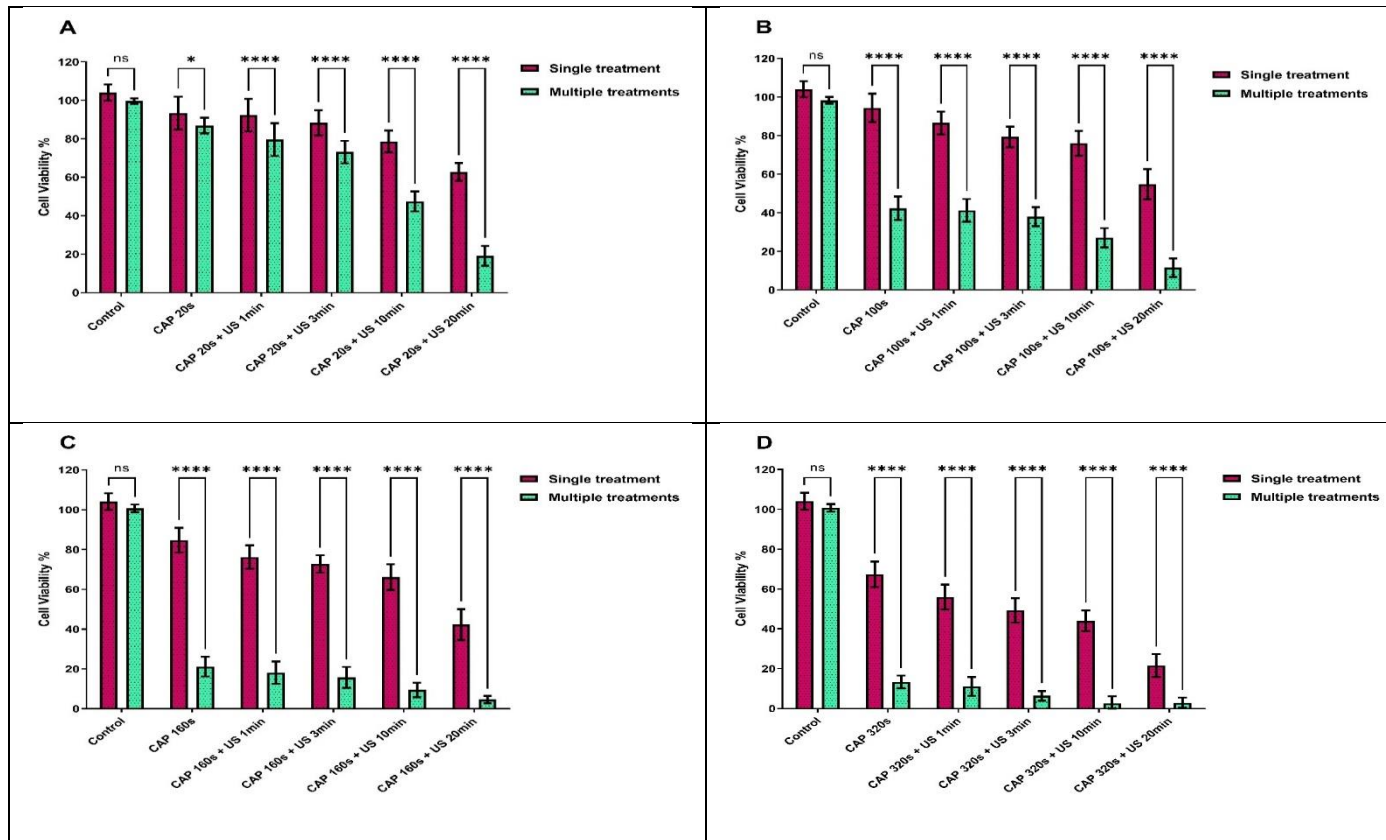 A
ns
*
****
****
****
****
Single treatment
Multiple treatments
Cell Viability %
120
100
80
60
40
20
0
Control
CAP 20s
CAP 20s + US 1min
CAP 20s + US 3min
CAP 20s + US 10min
CAP 20s + US 20min
B
ns
****
****
****
****
****
Single treatment
Multiple treatments
Cell Viability %
120
100
80
60
40
20
0
Control
CAP 100s
CAP 100s + US 1min
CAP 100s + US 3min
CAP 100s + US 10min
CAP 100s + US 20min
C
ns
****
****
****
****
****
Single treatment
Multiple treatments
Cell Viability %
120
100
80
60
40
20
0
Control
CAP 160s
CAP 160s + US 1min
CAP 160s + US 3min
CAP 160s + US 10min
CAP 160s + US 20min
D
ns
****
****
****
****
****
Single treatment
Multiple treatments
Cell Viability %
120
100
80
60
40
20
0
Control
CAP 320s
CAP 320s + US 1min
CAP 320s + US 3min
CAP 320s + US 10min
CAP 320s + US 20min